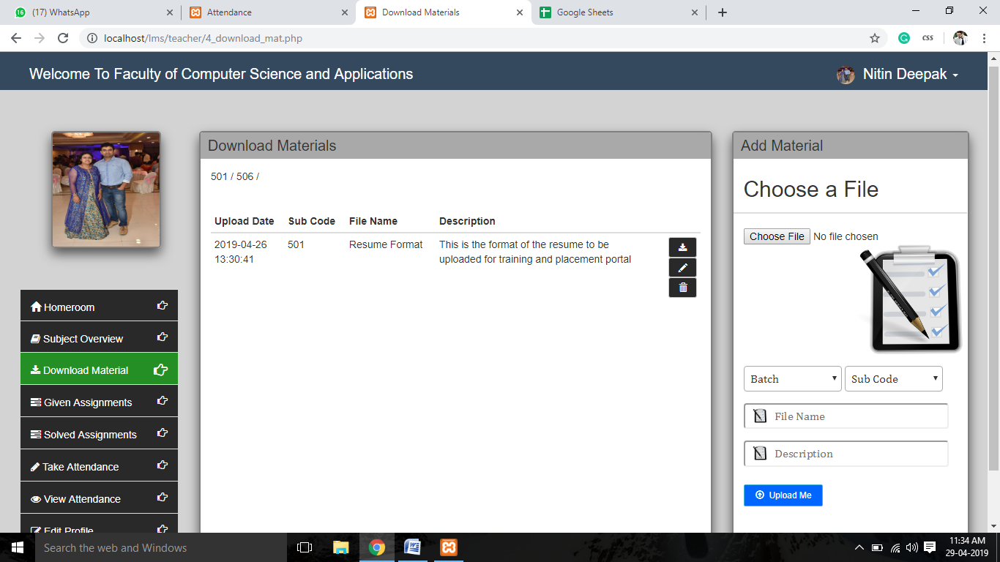 (17) WhatsApp
Attendance
Download Materials
Google Sheets
localhost/lms/teacher/4_download_mat.php
CSS
Welcome To Faculty of Computer Science and Applications
Nitin Deepak
Homeroom
Subject Overview
Download Material
Given Assignments
Solved Assignments
Take Attendance
View Attendance
Edit Profile
Download Materials
501 / 506 /
Upload Date Sub Code File Name Description
2019-04-26 501 Resume Format This is the format of the resume to be
13:30:41 uploaded for training and placement portal
Add Material
Choose a File
Choose File No file chosen
Batch Sub Code
File Name
Description
Upload Me
Search the web and Windows
11:34 AM
29-04-2019